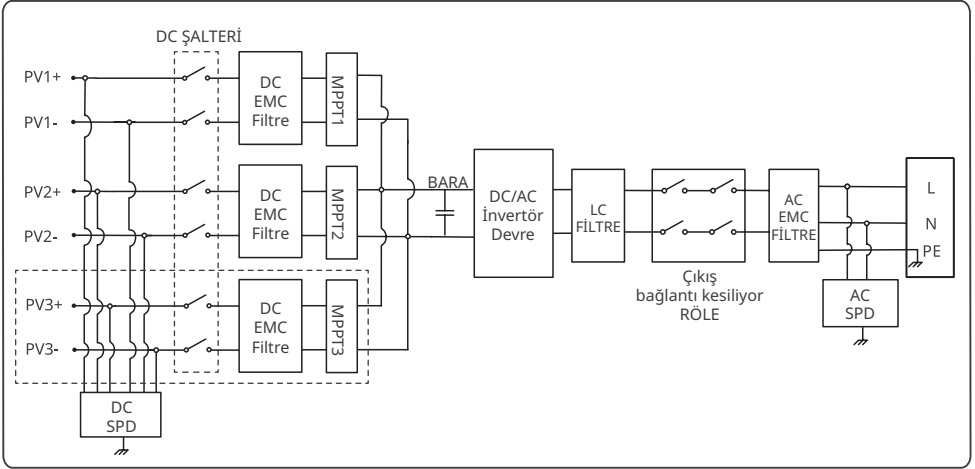 DC ŞALTERİ
PV1+
PV1-
DC
EMC
Filtre
MPPT1
PV2+
PV2-
DC
EMC
Filtre
MPPT2
BARA
DC/AC
İnvertör
Devre
LC
FİLTRE
AC
EMC
FİLTRE
L
N
PE
Çıkış
bağlantı kesiliyor
RÖLE
AC
SPD
PV3+
PV3-
DC
EMC
Filtre
MPPT3
DC
SPD